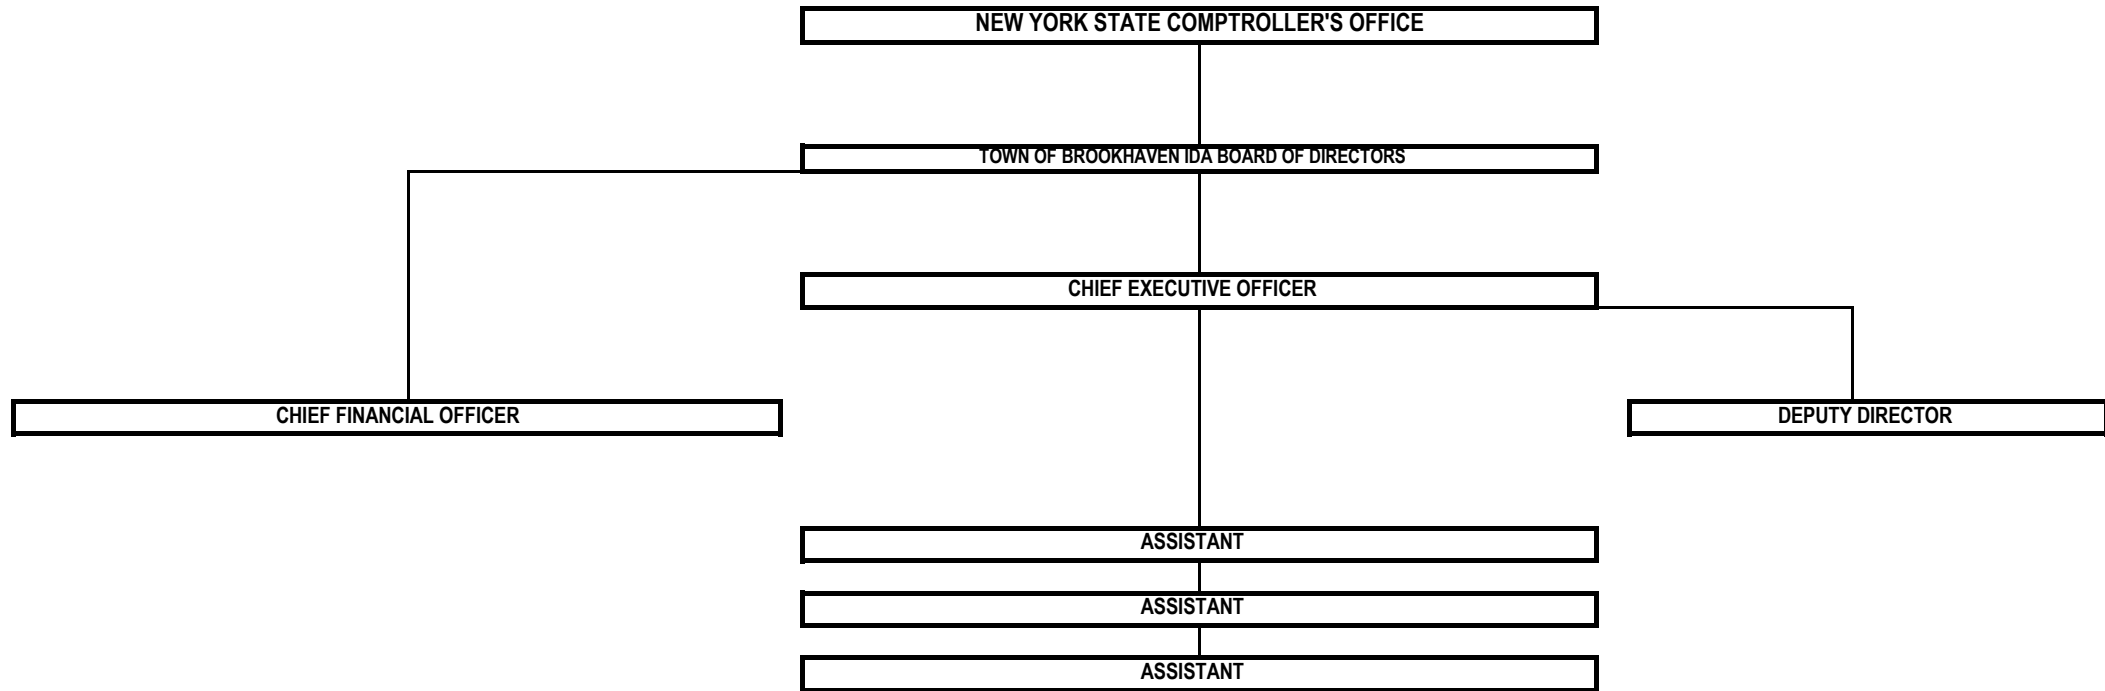 NEW YORK STATE COMPTROLLER'S OFFICE
TOWN OF BROOKHAVEN IDA BOARD OF DIRECTORS
CHIEF EXECUTIVE OFFICER
CHIEF FINANCIAL OFFICER
DEPUTY DIRECTOR
ASSISTANT
ASSISTANT
ASSISTANT